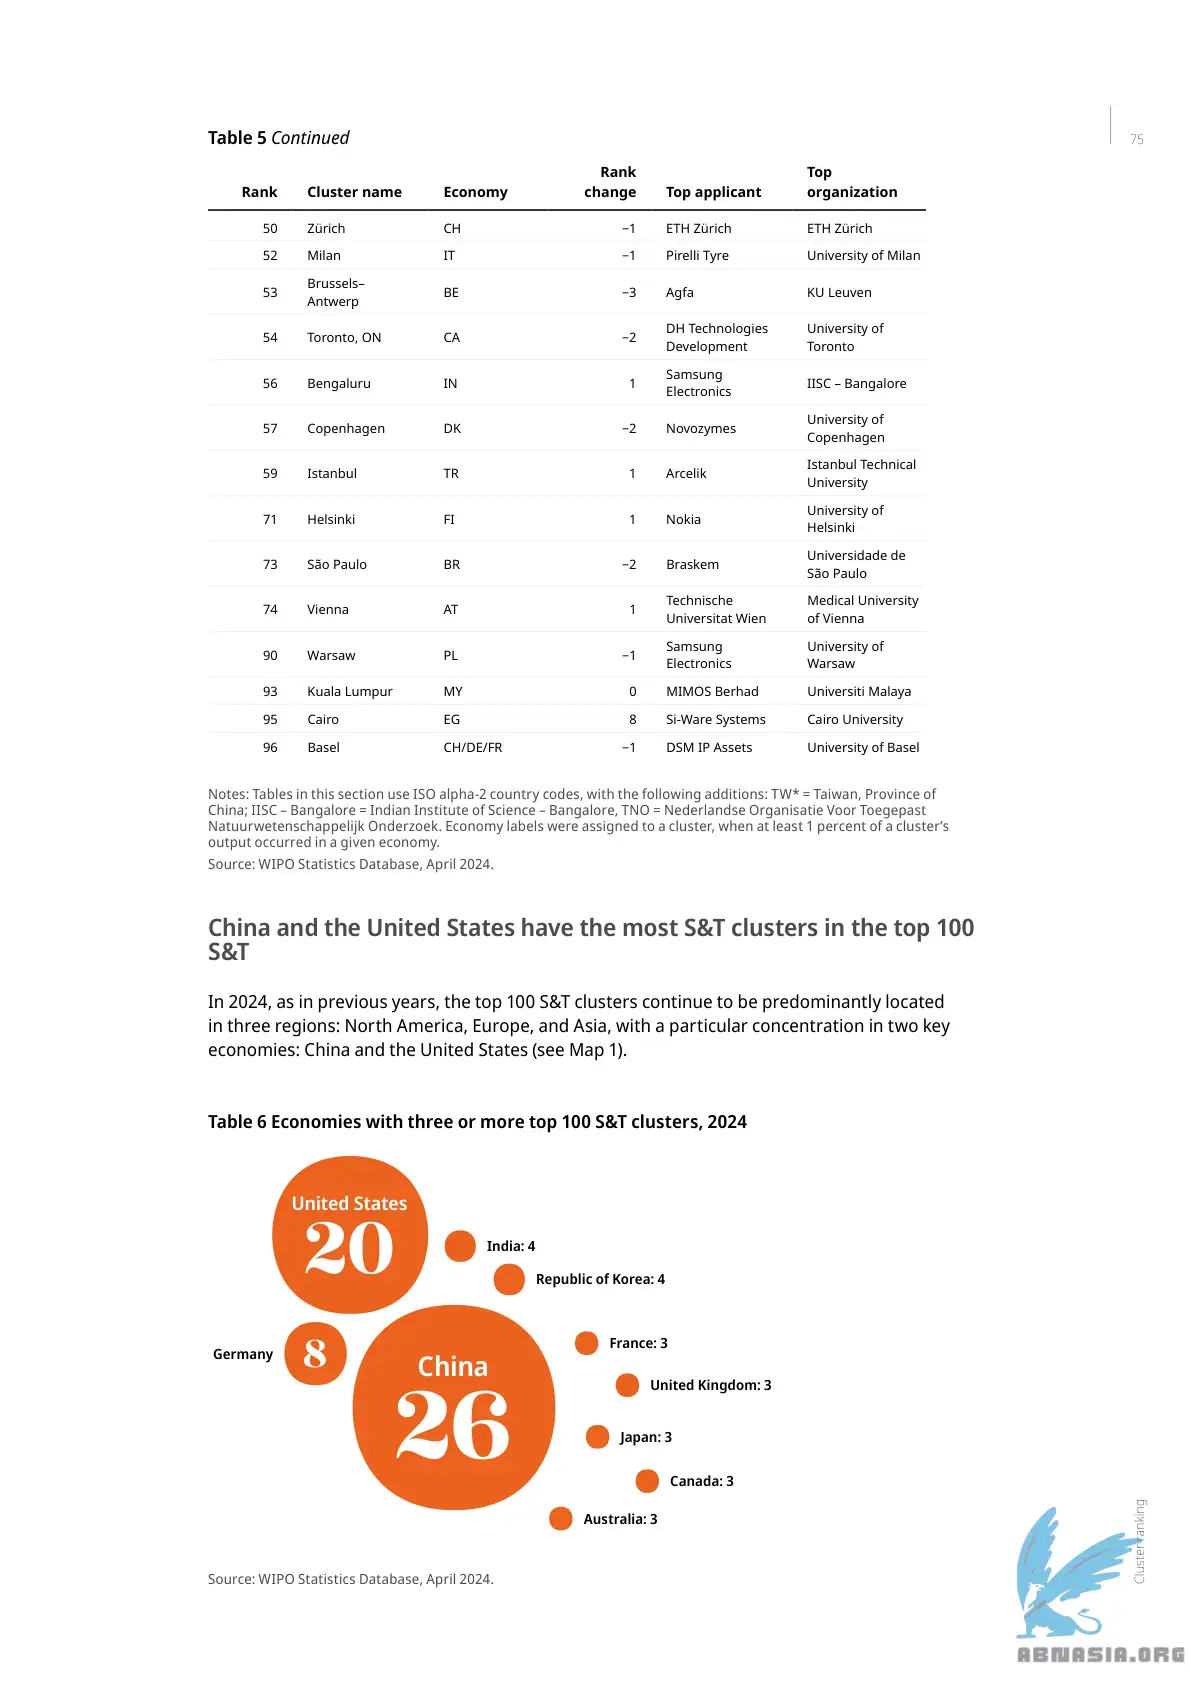 75
Table 5 Continued
Rank Cluster name Economy Rank change Top applicant Top organization
50 Zürich CH −1 ETH Zürich ETH Zürich
52 Milan IT −1 Pirelli Tyre University of Milan
53 Brussels–Antwerp BE −3 Agfa KU Leuven
54 Toronto, ON CA −2 DH Technologies Development University of Toronto
56 Bengaluru IN 1 Samsung Electronics IISC – Bangalore
57 Copenhagen DK −2 Novozymes University of Copenhagen
59 Istanbul TR 1 Arcelik Istanbul Technical University
71 Helsinki FI 1 Nokia University of Helsinki
73 São Paulo BR −2 Braskem Universidade de São Paulo
74 Vienna AT 1 Technische Universitat Wien Medical University of Vienna
90 Warsaw PL −1 Samsung Electronics University of Warsaw
93 Kuala Lumpur MY 0 MIMOS Berhad Universiti Malaya
95 Cairo EG 8 Si-Ware Systems Cairo University
96 Basel CH/DE/FR −1 DSM IP Assets University of Basel
Notes: Tables in this section use ISO alpha-2 country codes, with the following additions: TW* = Taiwan, Province of
China; IISC – Bangalore = Indian Institute of Science – Bangalore, TNO = Nederlandse Organisatie Voor Toegepast
Natuurwetenschappelijk Onderzoek. Economy labels were assigned to a cluster, when at least 1 percent of a cluster’s
output occurred in a given economy.
Source: WIPO Statistics Database, April 2024.
China and the United States have the most S&T clusters in the top 100
S&T
In 2024, as in previous years, the top 100 S&T clusters continue to be predominantly located
in three regions: North America, Europe, and Asia, with a particular concentration in two key
economies: China and the United States (see Map 1).
Table 6 Economies with three or more top 100 S&T clusters, 2024
United States
20
India: 4
Republic of Korea: 4
Germany
8
China
26
France: 3
United Kingdom: 3
Japan: 3
Canada: 3
Australia: 3
Source: WIPO Statistics Database, April 2024.
Cluster ranking
ABNASIA.ORG